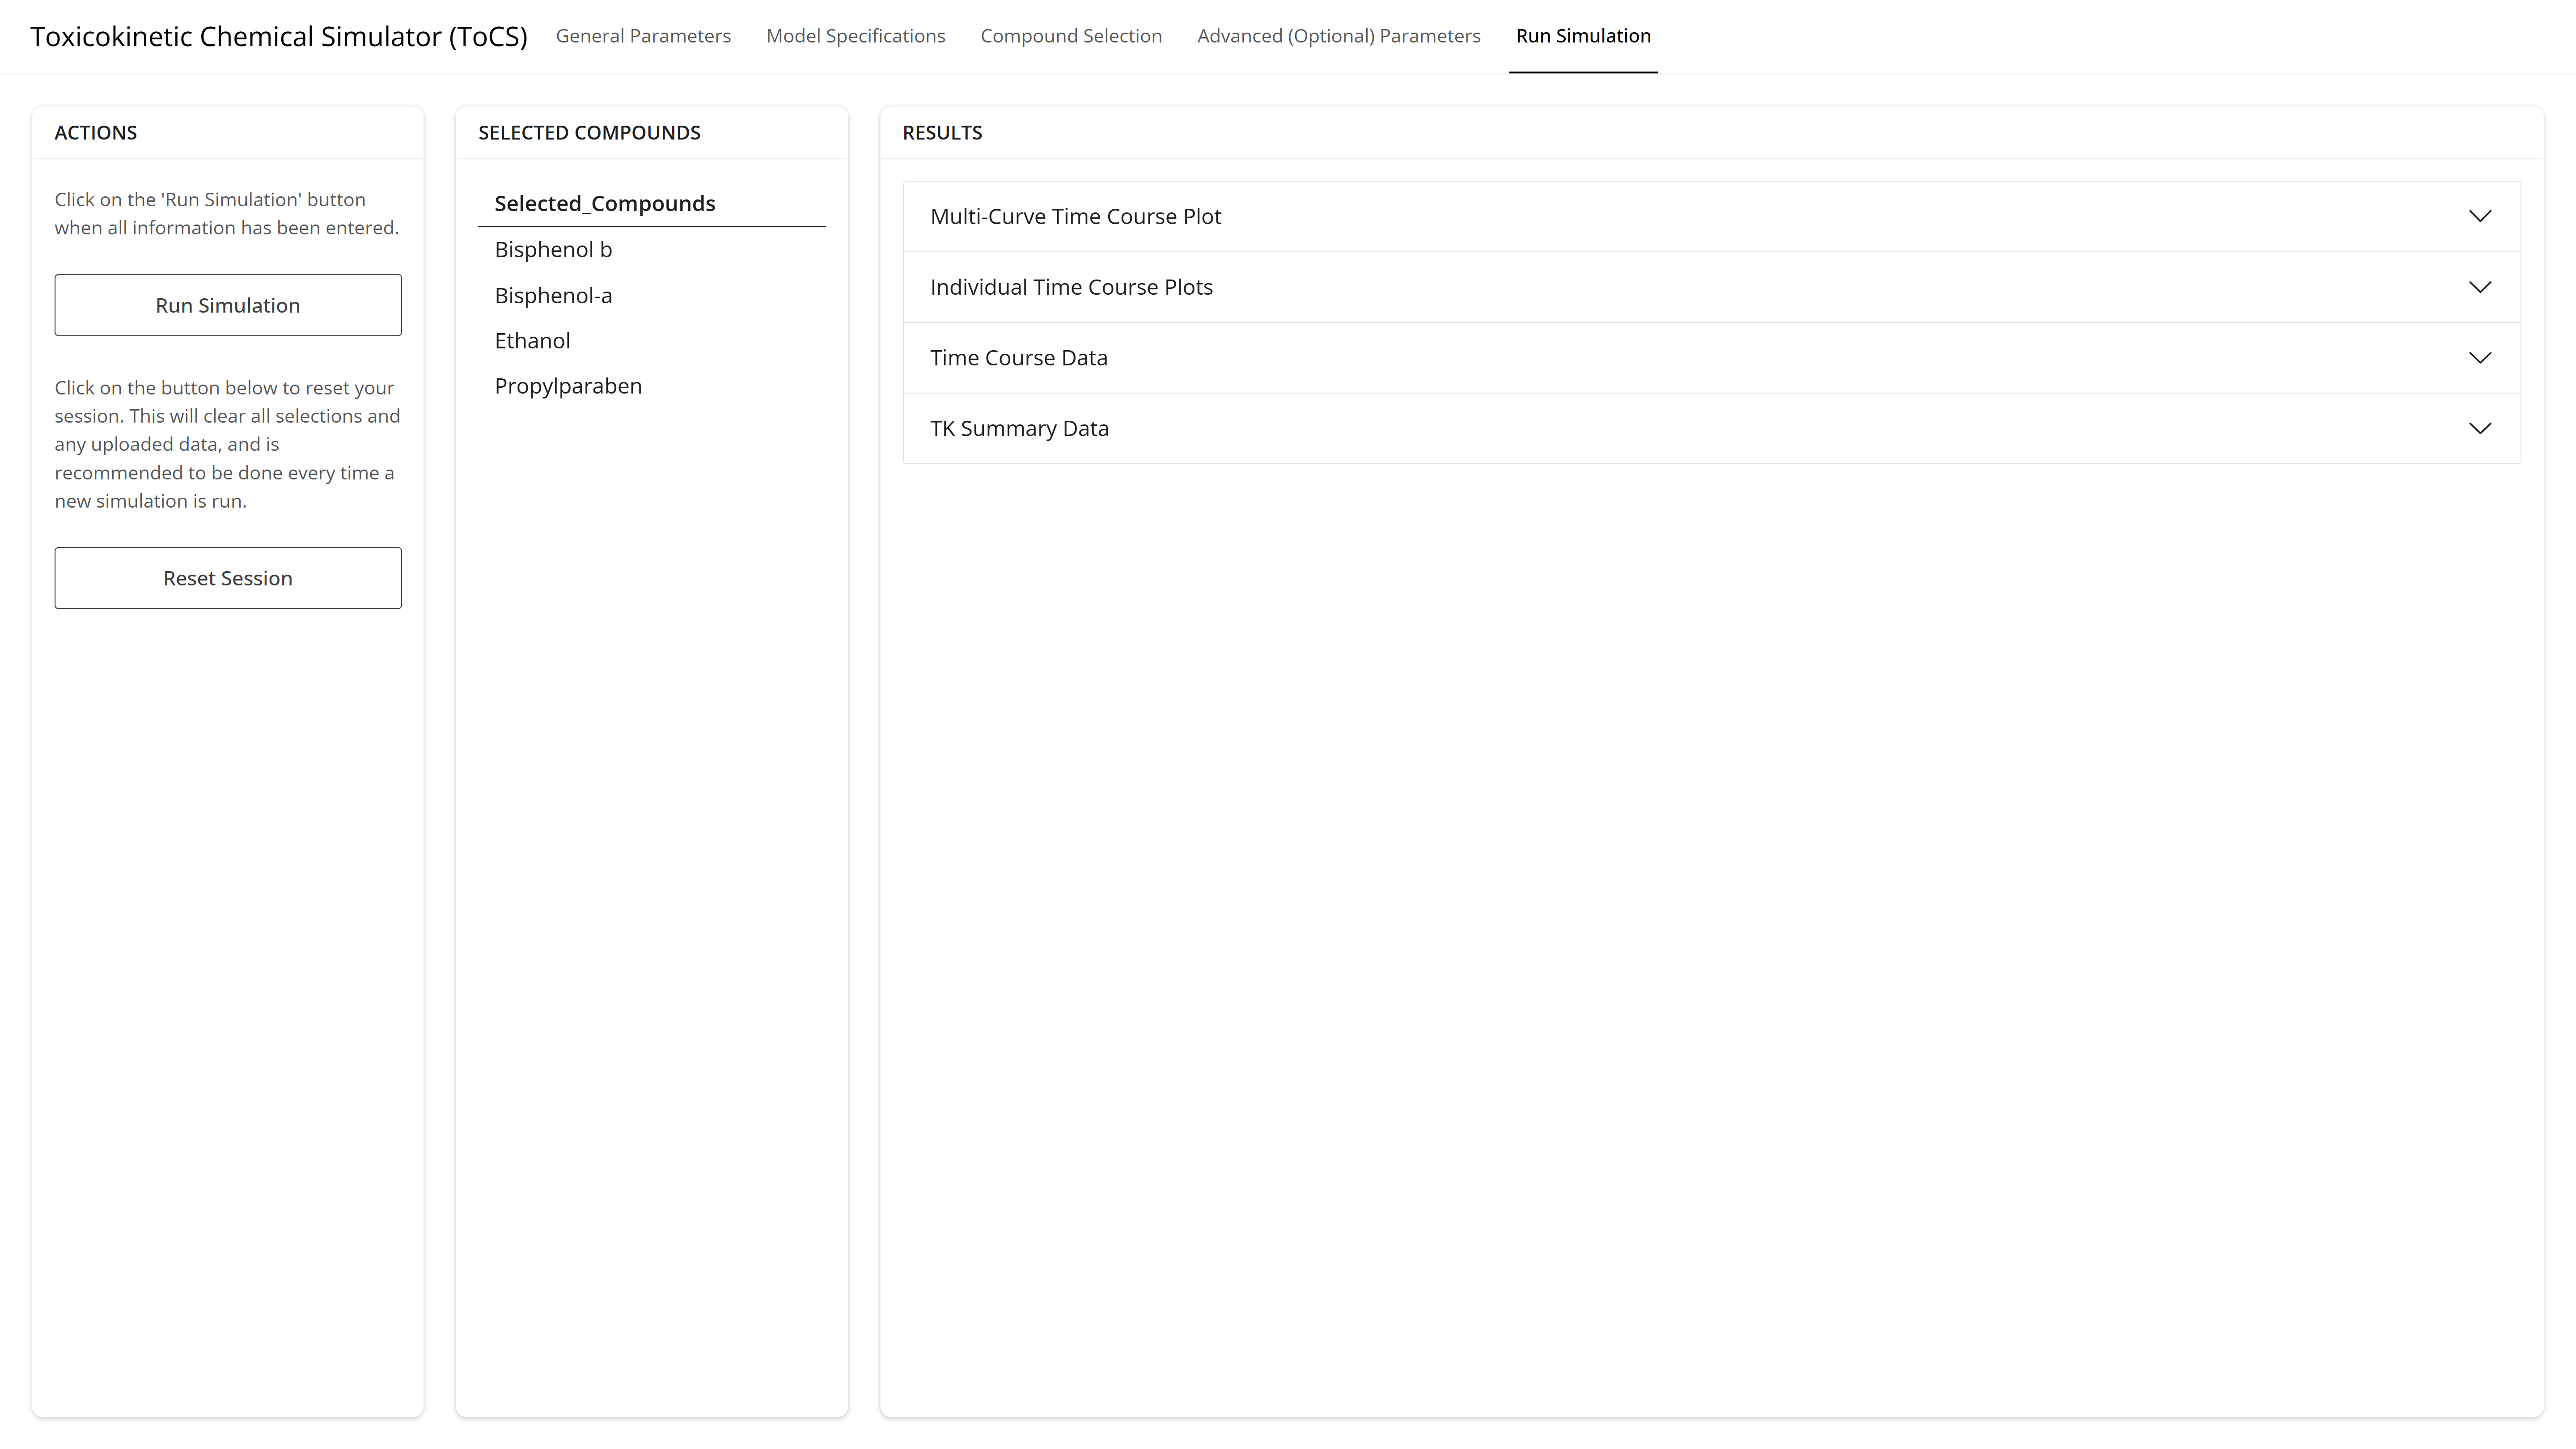 Toxicokinetic Chemical Simulator (ToCS)
General Parameters
Model Specifications
Compound Selection
Advanced (Optional) Parameters
Run Simulation
ACTIONS
Click on the 'Run Simulation' button
when all information has been entered.
Run Simulation
Click on the button below to reset your
session. This will clear all selections and
any uploaded data, and is
recommended to be done every time a
new simulation is run.
Reset Session
SELECTED COMPOUNDS
Selected_Compounds
Bisphenol b
Bisphenol-a
Ethanol
Propylparaben
RESULTS
Multi-Curve Time Course Plot
Individual Time Course Plots
Time Course Data
TK Summary Data